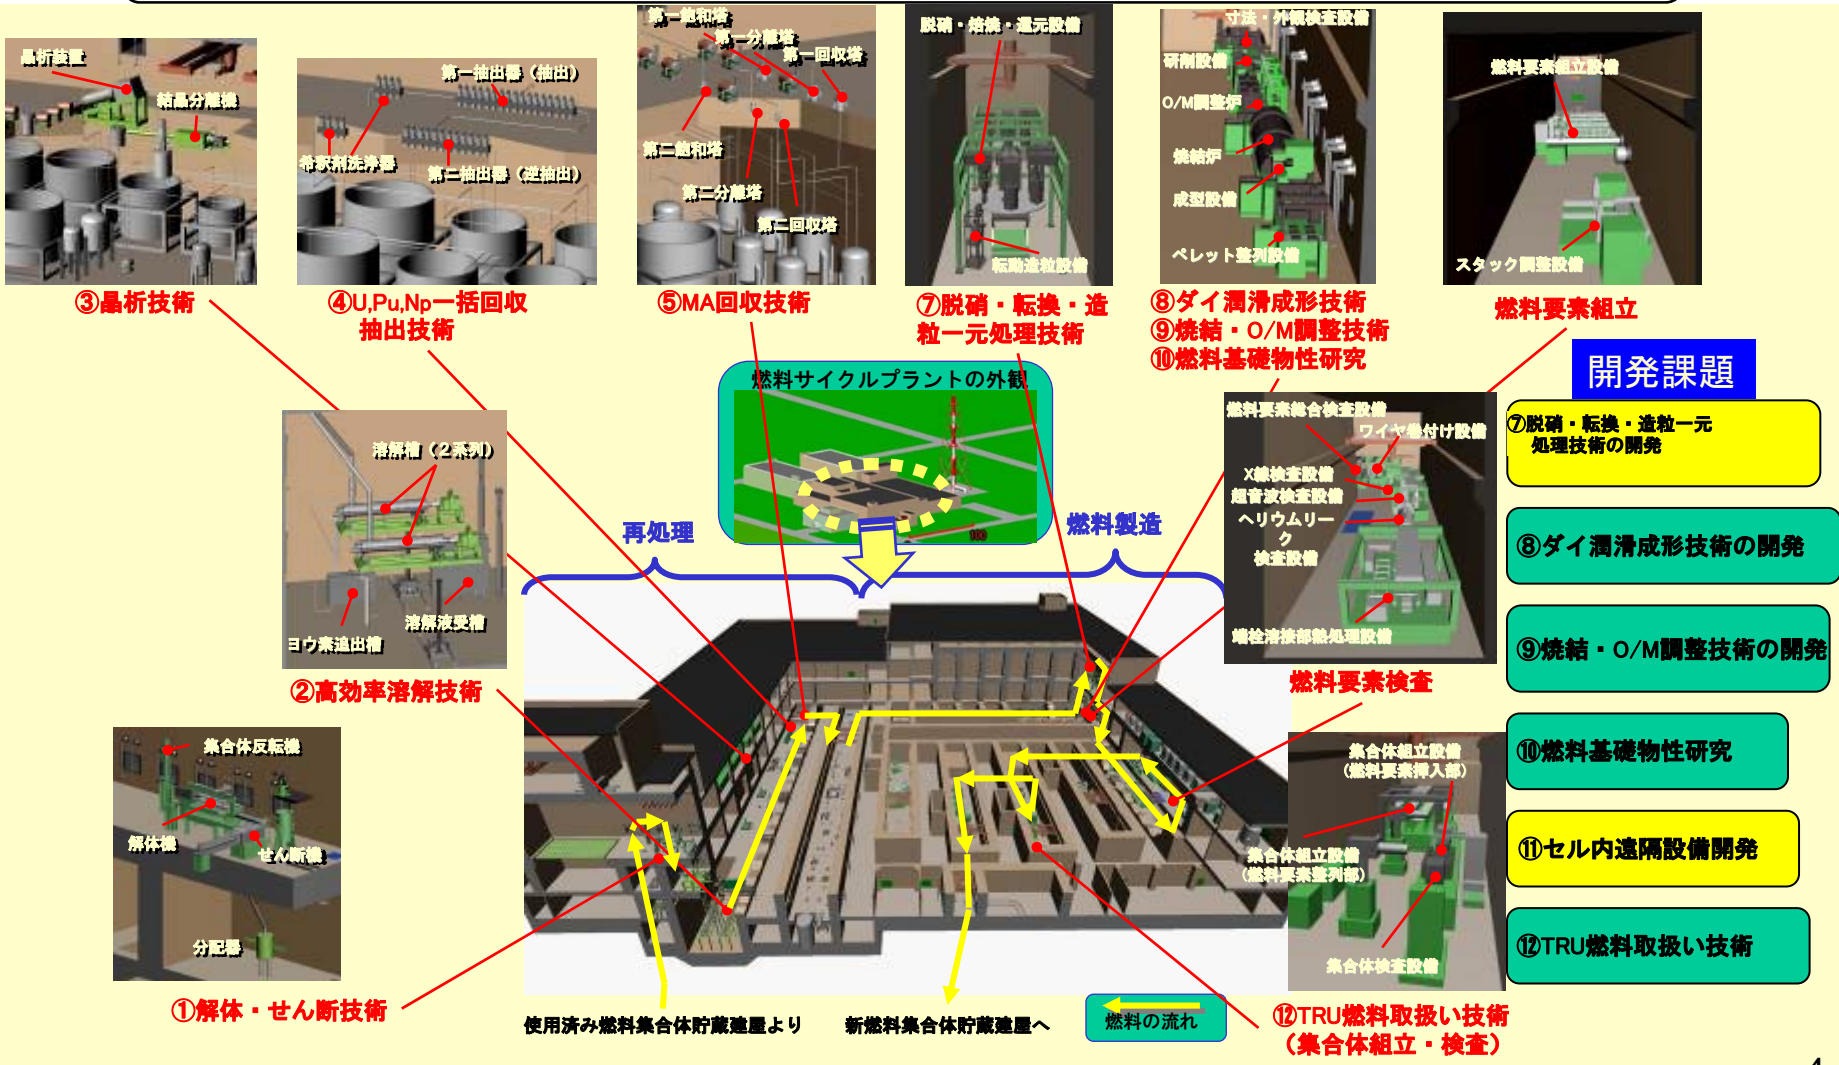 晶析装置
結晶分離機
③晶析技術
第一抽出器（抽出）
希釈剤洗浄器
第二抽出器（逆抽出）
④U,Pu,Np一括回収
抽出技術
第一飽和塔
第一分離塔
第一回収塔
第二飽和塔
第二分離塔
第二回収塔
⑤MA回収技術
脱硝・焙焼・還元設備
転動造粒設備
⑦脱硝・転換・造
粒一元処理技術
寸法・外観検査設備
研削設備
O/M調整炉
焼結炉
成型設備
ペレット整列設備
⑧ダイ潤滑成形技術
⑨焼結・O/M調整技術
⑩燃料基礎物性研究
燃料要素組立設備
スタック調整設備
燃料要素組立
開発課題
⑦脱硝・転換・造粒一元
処理技術の開発
⑧ダイ潤滑成形技術の開発
⑨焼結・O/M調整技術の開発
⑩燃料基礎物性研究
⑪セル内遠隔設備開発
⑫TRU燃料取扱い技術
燃料サイクルプラントの外観
100
再処理
燃料製造
溶解槽（２系列）
ヨウ素追出槽
溶解液受槽
②高効率溶解技術
燃料要素総合検査設備
ワイヤ巻付け設備
X線検査設備
超音波検査設備
ヘリウムリー
ク
検査設備
端栓溶接部熱処理設備
燃料要素検査
集合体反転機
解体機
せん断機
分配器
①解体・せん断技術
集合体組立設備
(燃料要素挿入部)
集合体組立設備
(燃料要素整列部)
集合体検査設備
⑫TRU燃料取扱い技術
（集合体組立・検査）
使用済み燃料集合体貯蔵建屋より
新燃料集合体貯蔵建屋へ
燃料の流れ